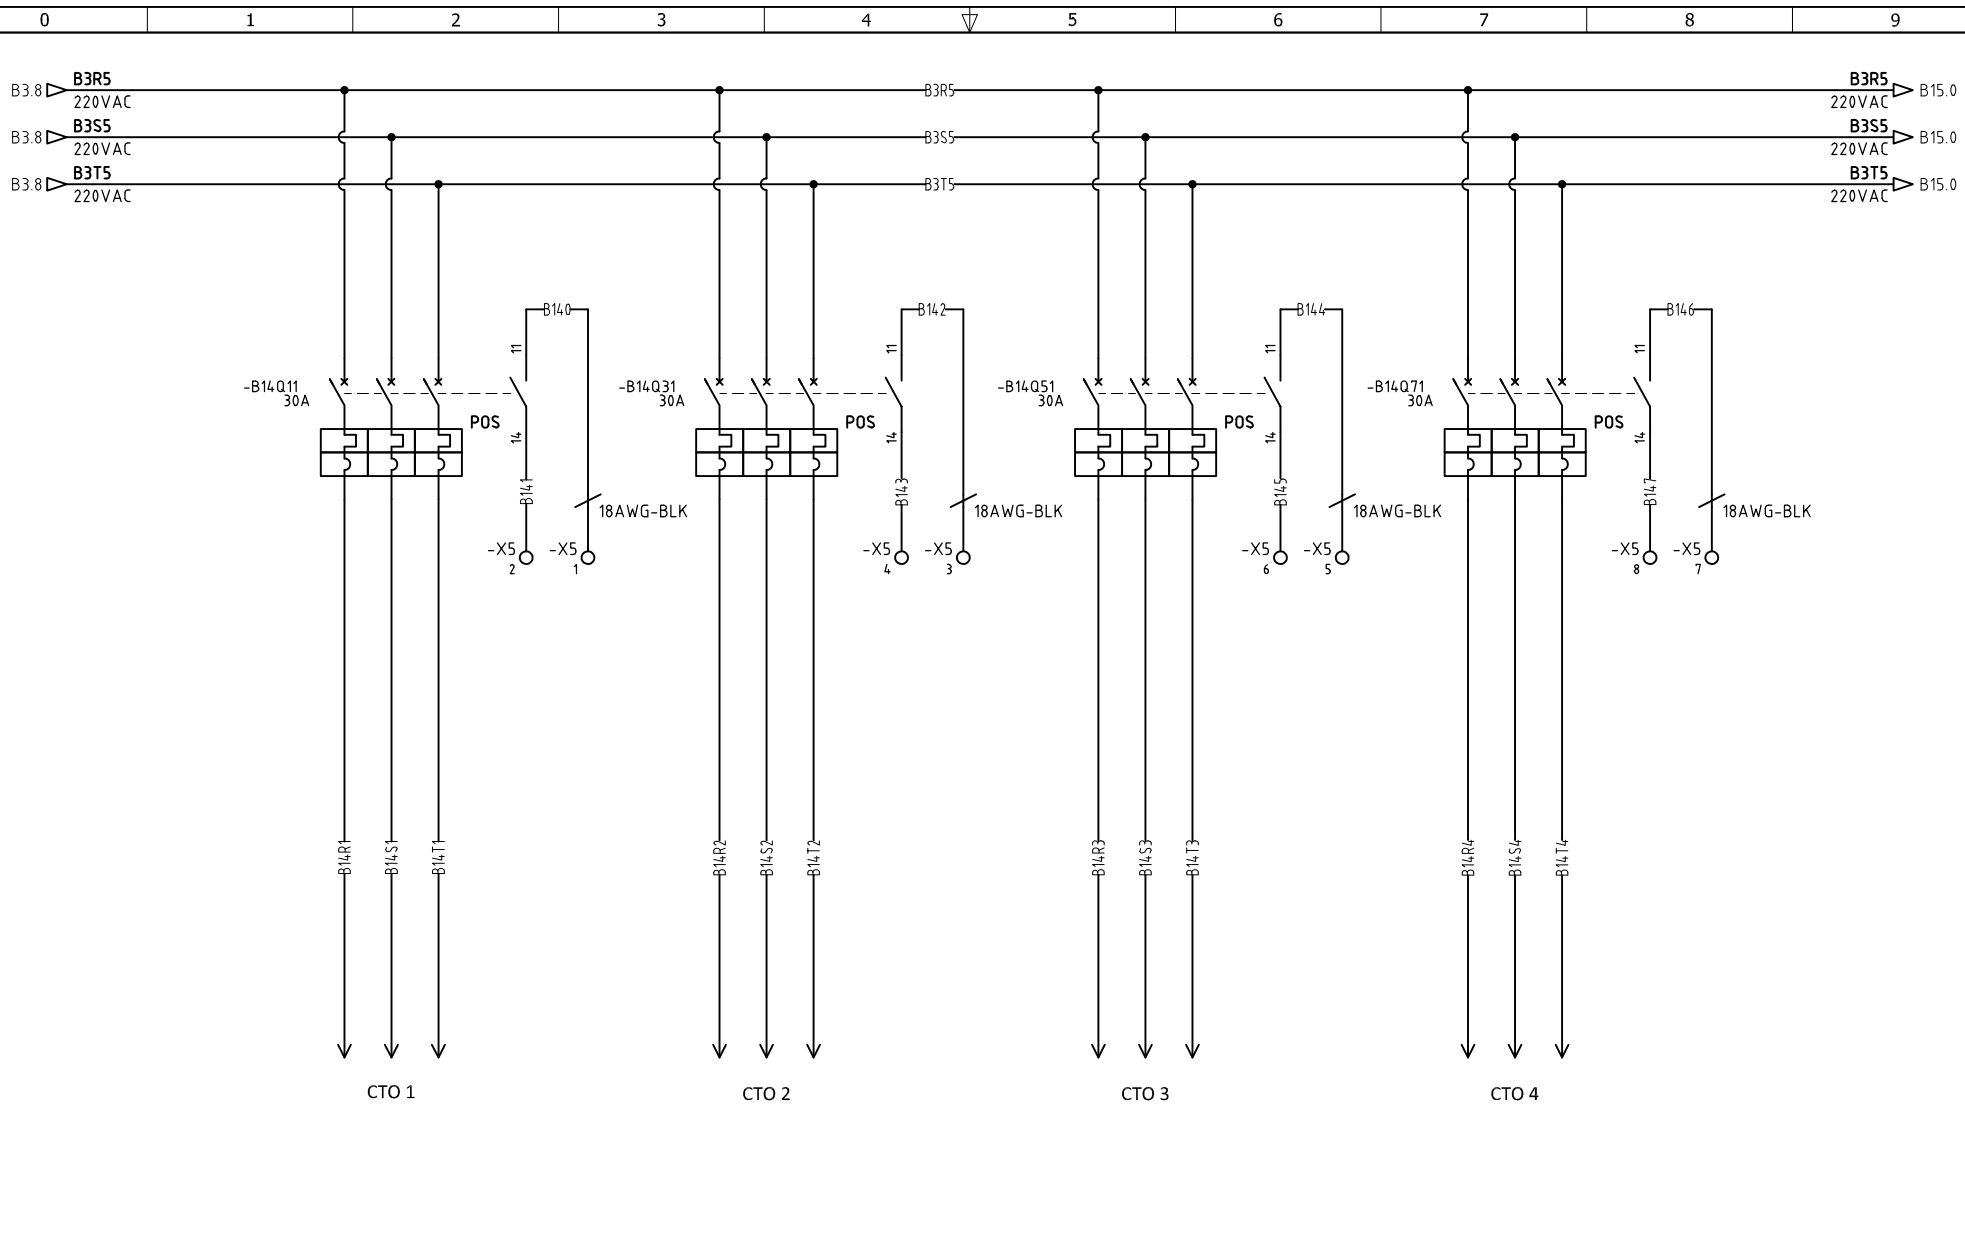 0 1 2 3 4 5 6 7 8 9
B3R5 B3R5
B3.8 B3R5 B15.0
220VAC 220VAC
B3S5 B3S5
B3.8 B3S5 B15.0
220VAC 220VAC
B3T5 B3T5
B3.8 B3T5 B15.0
220VAC 220VAC
B140 B142 B144 B146
11 11 11 11
-B14Q11 -B14Q31 -B14Q51 -B14Q71
30A 30A 30A 30A
POS POS POS POS
14 14 14 14
B141 B143 B145 B147
18AWG-BLK 18AWG-BLK 18AWG-BLK 18AWG-BLK
-X5 -X5 -X5 -X5 -X5 -X5 -X5 -X5
2 1 4 3 6 5 8 7
B14R1 B14S1 B14T1 B14R2 B14S2 B14T2 B14R3 B14S3 B14T3 B14R4 B14S4 B14T4
CTO 1 CTO 2 CTO 3 CTO 4